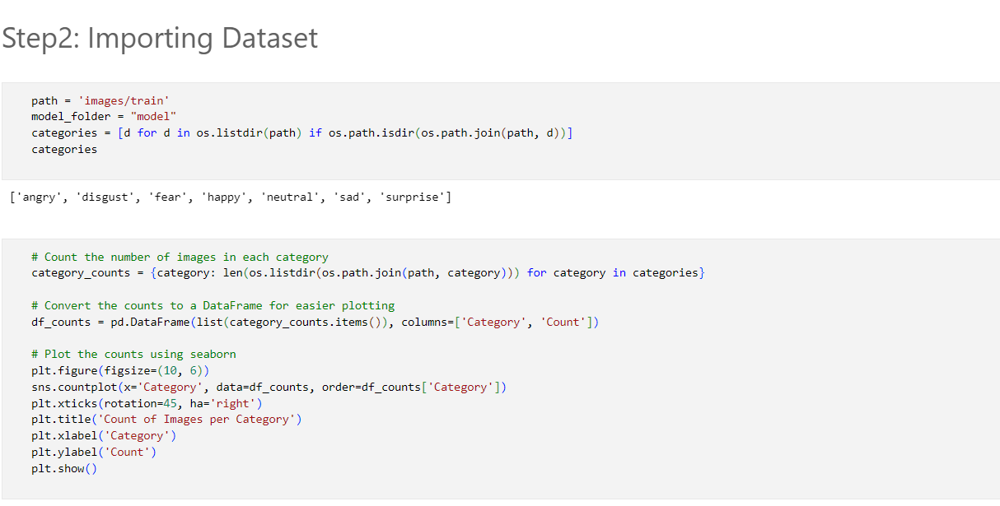 Step2: Importing Dataset
path = 'images/train'
model_folder = "model"
categories = [d for d in os.listdir(path) if os.path.isdir(os.path.join(path, d))]
categories
['angry', 'disgust', 'fear', 'happy', 'neutral', 'sad', 'surprise']
# Count the number of images in each category
category_counts = {category: len(os.listdir(os.path.join(path, category))) for category in categories}
# Convert the counts to a DataFrame for easier plotting
df_counts = pd.DataFrame(list(category_counts.items()), columns=['Category', 'Count'])
# Plot the counts using seaborn
plt.figure(figsize=(10, 6))
sns.countplot(x='Category', data=df_counts, order=df_counts['Category'])
plt.xticks(rotation=45, ha='right')
plt.title('Count of Images per Category')
plt.xlabel('Category')
plt.ylabel('Count')
plt.show()